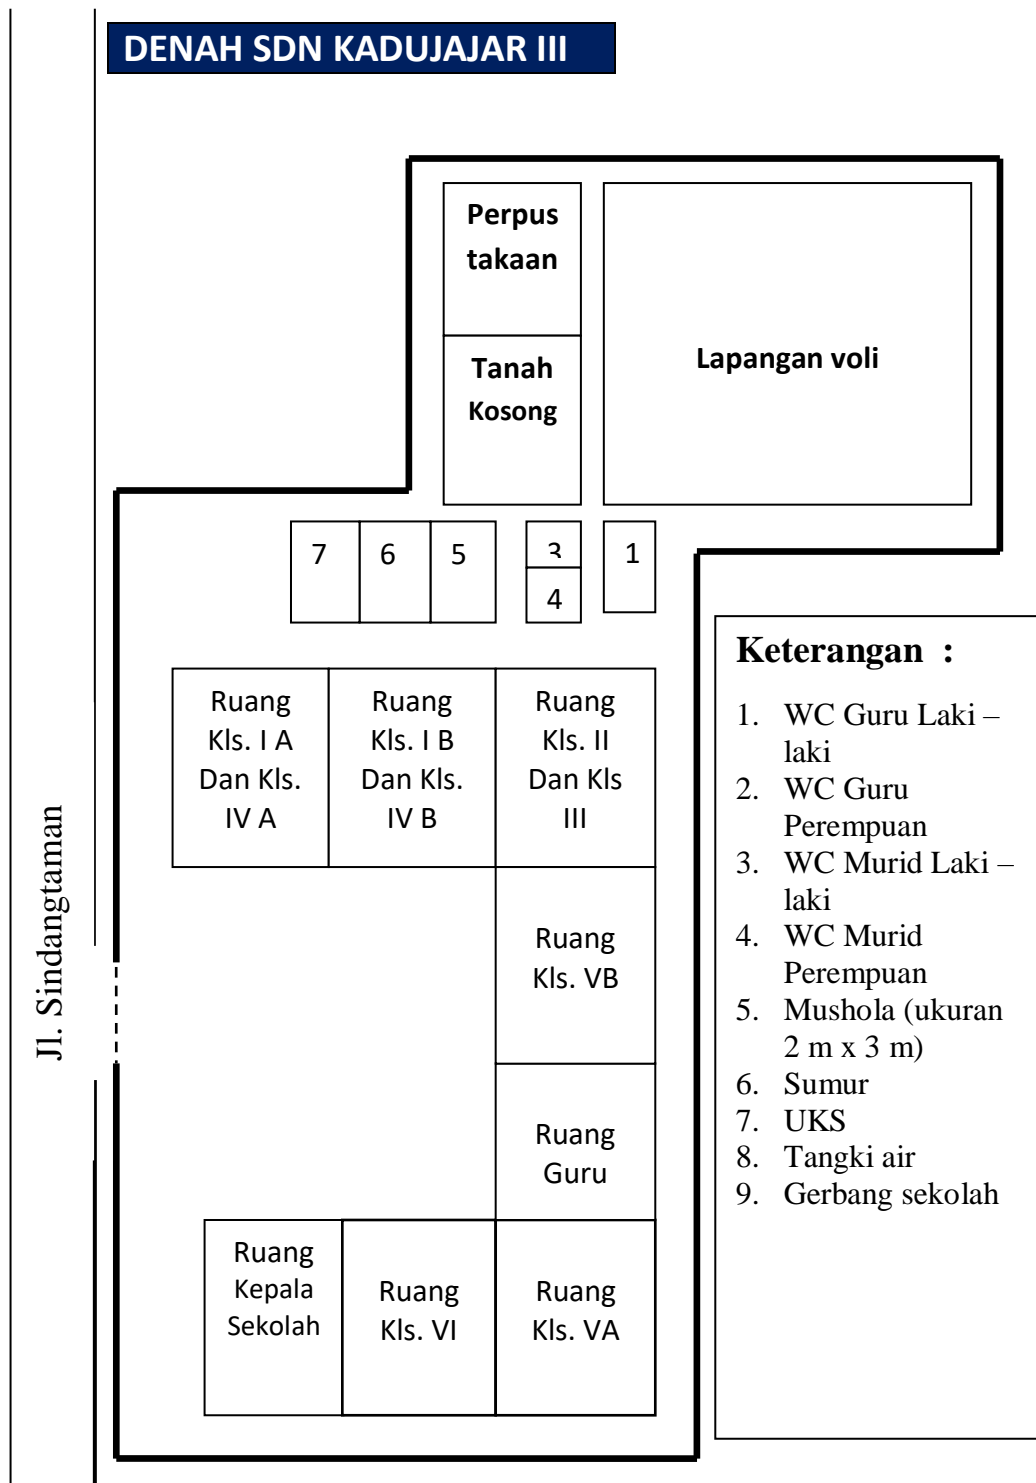 DENAH SDN KADUJAJAR III
Perpus
takaan
Tanah
Kosong
Lapangan voli
7
6
5
3
4
1
Ruang
Kls. I A
Dan Kls.
IV A
Ruang
Kls. I B
Dan Kls.
IV B
Ruang
Kls. II
Dan Kls
III
Ruang
Kls. VB
Ruang
Guru
Ruang
Kepala
Sekolah
Ruang
Kls. VI
Ruang
Kls. VA
Jl. Sindangtaman
Keterangan :
1. WC Guru Laki –
laki
2. WC Guru
Perempuan
3. WC Murid Laki –
laki
4. WC Murid
Perempuan
5. Mushola (ukuran
2 m x 3 m)
6. Sumur
7. UKS
8. Tangki air
9. Gerbang sekolah